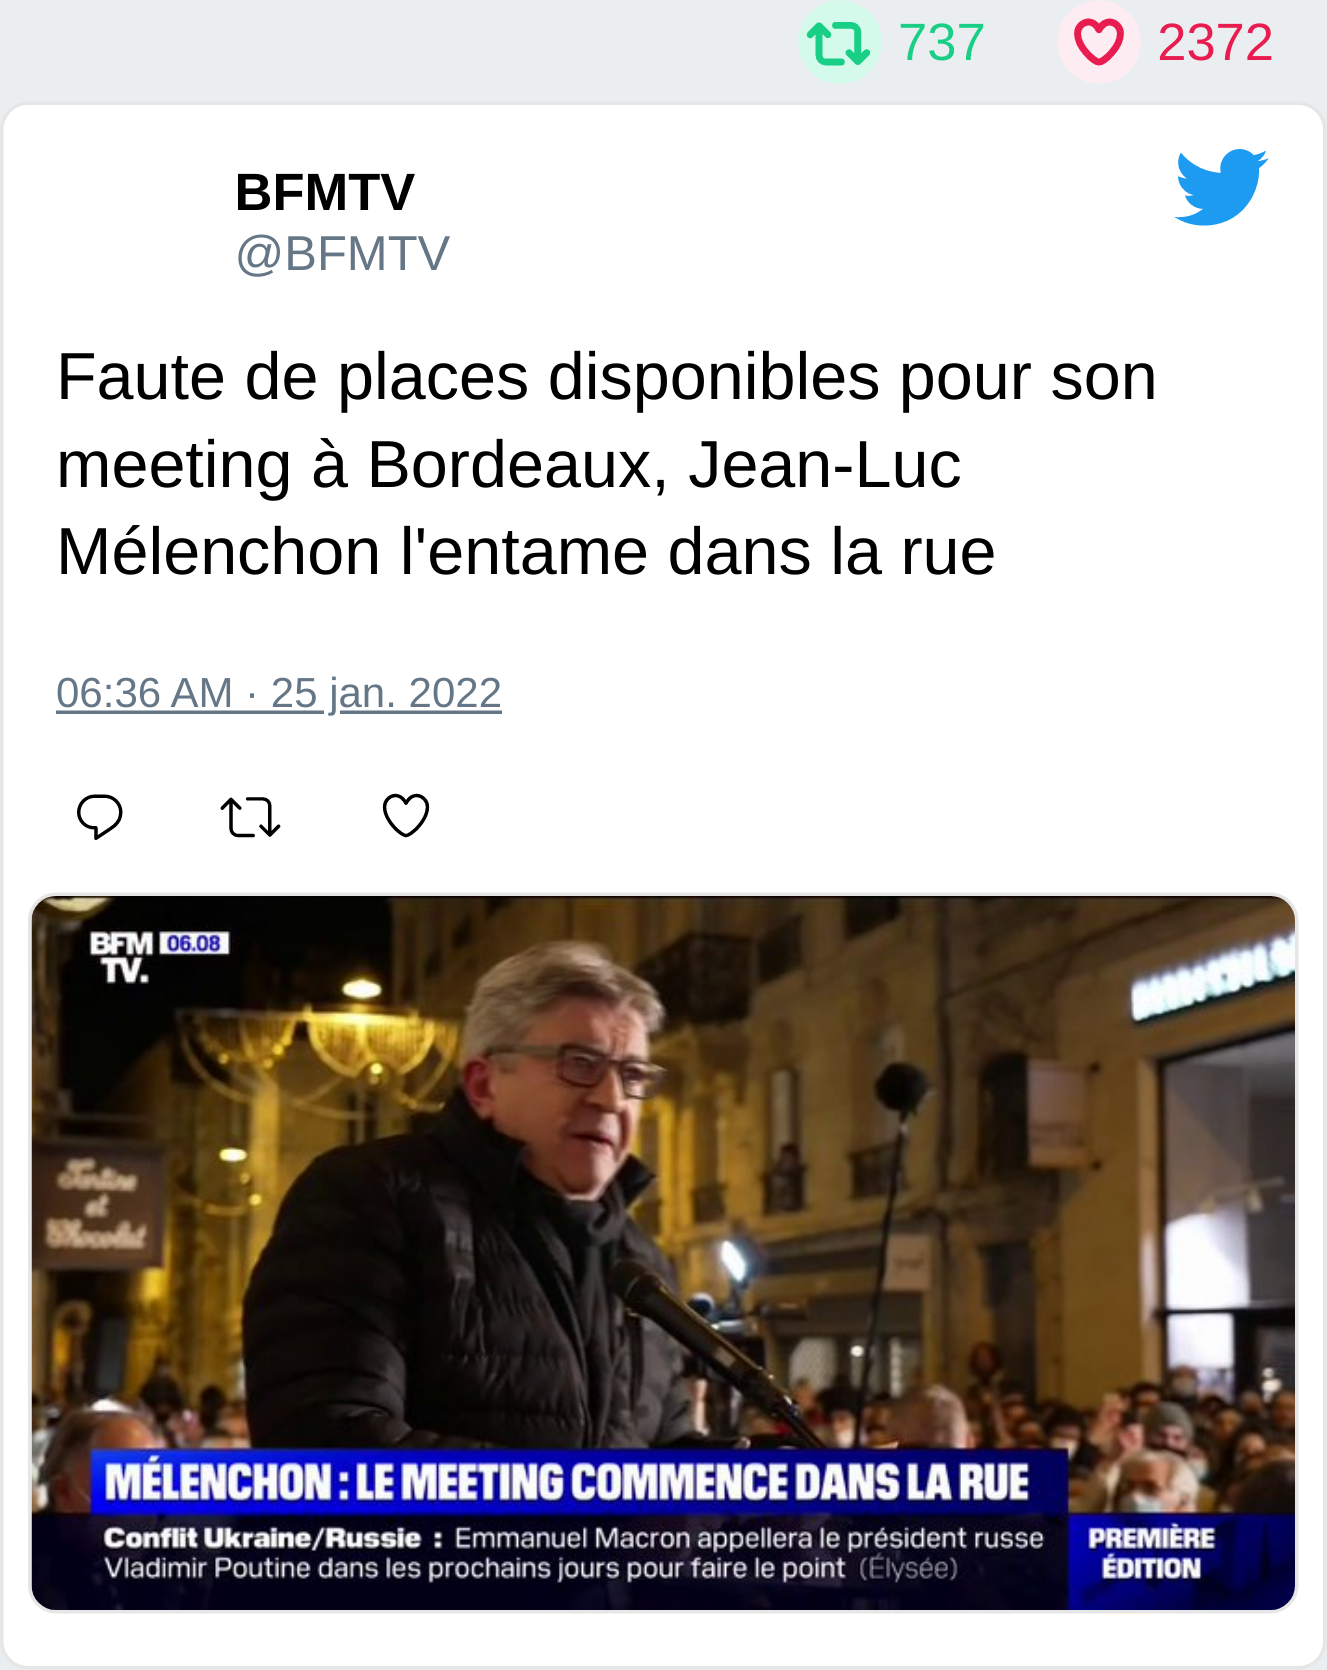 737 2372
BFMTV
@BFMTV
Faute de places disponibles pour son
meeting à Bordeaux, Jean-Luc
Mélenchon l'entame dans la rue
06:36 AM · 25 jan. 2022
BFM 06.08
TV.
Tartine
et
Chocolat
MÉLENCHON : LE MEETING COMMENCE DANS LA RUE
Conflit Ukraine/Russie : Emmanuel Macron appellera le président russe
Vladimir Poutine dans les prochains jours pour faire le point (Élysée)
PREMIÈRE
ÉDITION